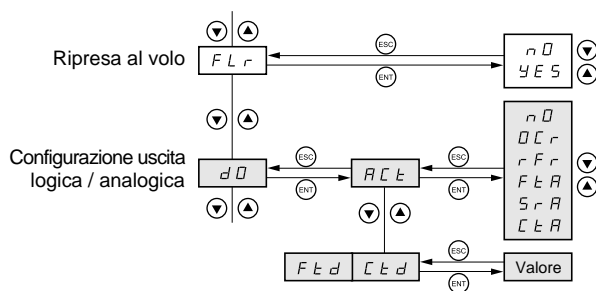 ESC
Ripresa al volo
FLr
ENT
nO
YES
Configurazione uscita
logica / analogica
dO
ESC
ENT
ACt
ESC
ENT
nO
OCr
rFr
FtA
SrA
CtA
Ftd Ctd
ESC
ENT
Valore